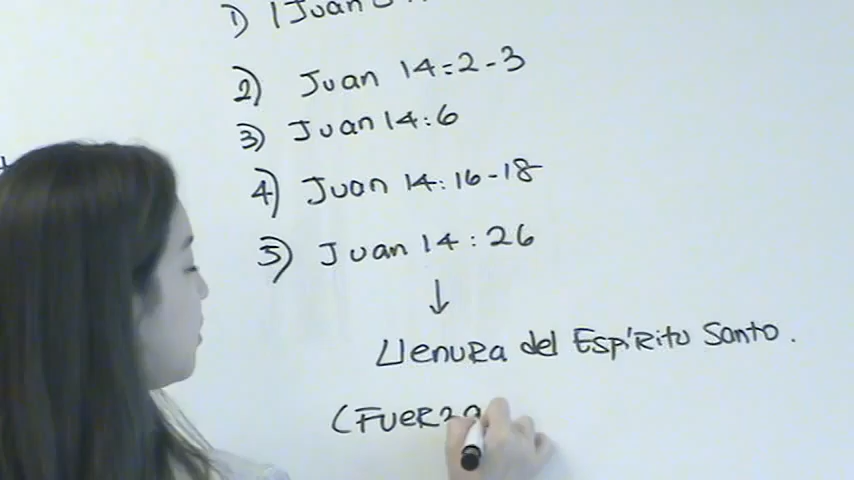 1) 1 Juan
2) Juan 14:2-3
3) Juan 14:6
4) Juan 14:16-18
5) Juan 14:26
↓
Llenura del Espíritu Santo.
(Fuerza